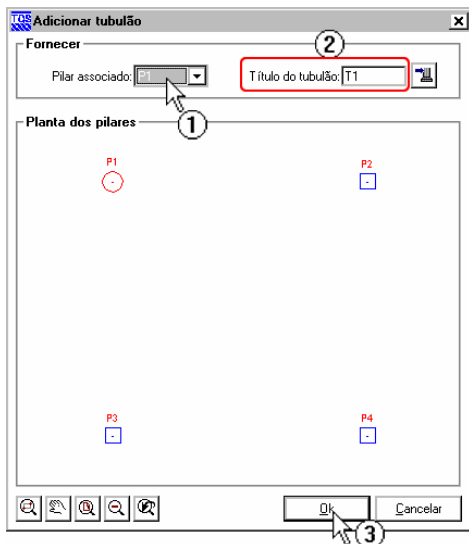 TQS Adicionar tubulão
Fornecer
2
Pilar associado: P1
Título do tubulão: T1
1
Planta dos pilares
P1
P2
P3
P4
Ok
Cancelar
3